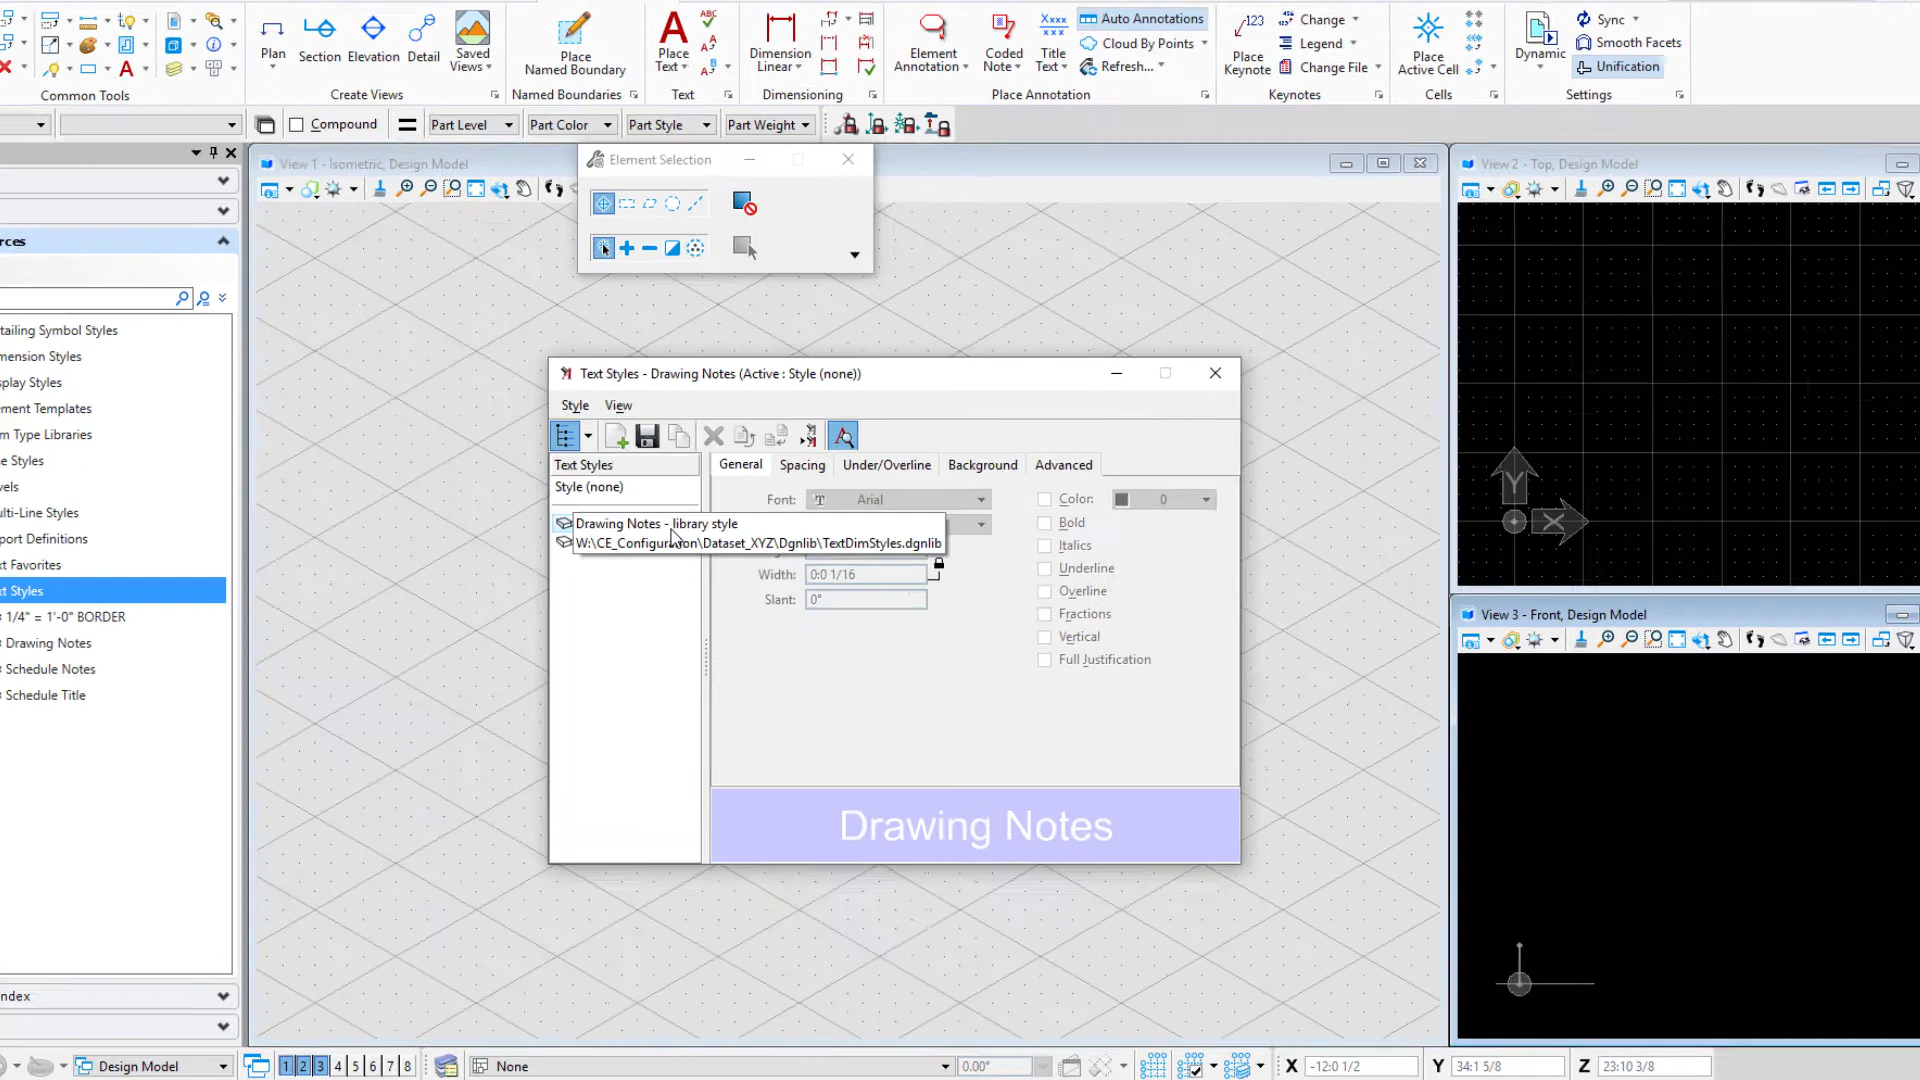 Plan
Section
Elevation
Detail
Saved
Views
Create Views
Common Tools
Place
Named Boundary
Named Boundaries
Place
Text
Text
Dimension
Linear
Dimensioning
Element
Annotation
Coded
Note
Title
Text
Auto Annotations
Cloud By Points
Refresh...
Place Annotation
Place
Keynote
Change
Legend
Change File
Keynotes
Place
Active Cell
Cells
Dynamic
Sync
Smooth Facets
Unification
Settings
Compound
Part Level
Part Color
Part Style
Part Weight
View 1 - Isometric, Design Model
Element Selection
View 2 - Top, Design Model
rces
tailing Symbol Styles
mension Styles
splay Styles
ement Templates
m Type Libraries
ne Styles
vels
ulti-Line Styles
xt Favorites
xt Styles
1/4" = 1'-0" BORDER
Drawing Notes
Schedule Notes
Schedule Title
ndex
Text Styles - Drawing Notes (Active : Style (none))
Style View
Text Styles
Style (none)
General Spacing Under/Overline Background Advanced
Font: Arial
Drawing Notes - library style
W:\CE_Configuration\Dataset_XYZ\Dgnlib\TextDimStyles.dgnlib
Width: 0:0 1/16
Slant: 0°
Color: 0
Bold
Italics
Underline
Overline
Fractions
Vertical
Full Justification
Drawing Notes
Y
X
View 3 - Front, Design Model
Design Model
1 2 3 4 5 6 7 8
None
0.00°
X -12:0 1/2
Y 34:1 5/8
Z 23:10 3/8